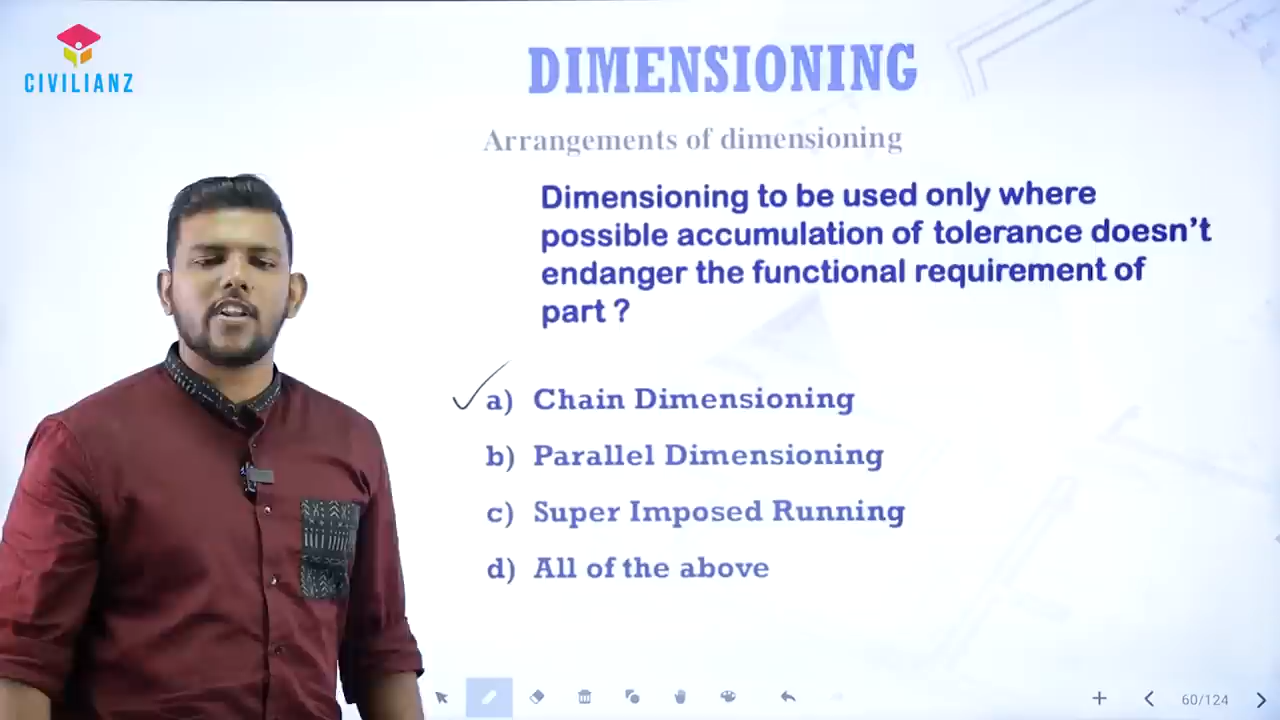 CIVILIANZ
DIMENSIONING
Arrangements of dimensioning
Dimensioning to be used only where
possible accumulation of tolerance doesn't
endanger the functional requirement of
part ?
a) Chain Dimensioning
b) Parallel Dimensioning
c) Super Imposed Running
d) All of the above
60/124